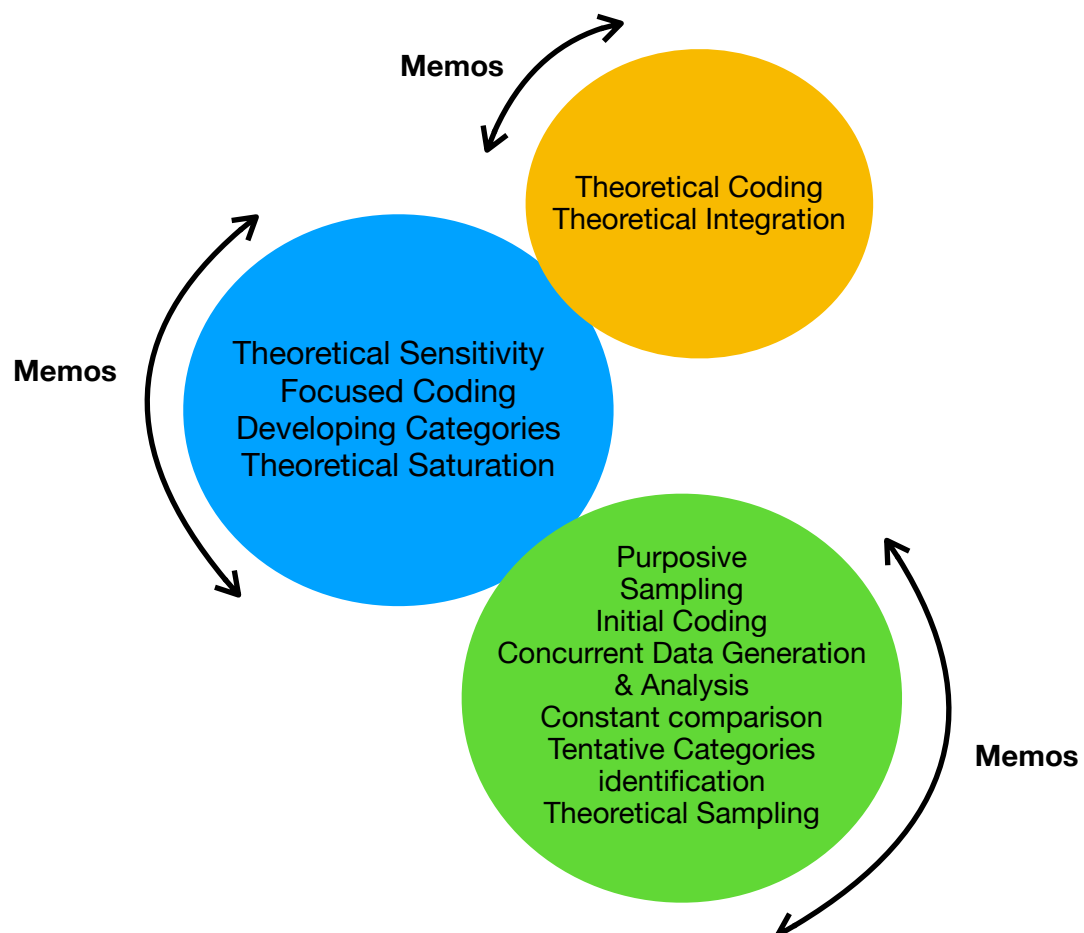 Memos
Theoretical Coding
Theoretical Integration
Memos
Theoretical Sensitivity
Focused Coding
Developing Categories
Theoretical Saturation
Purposive
Sampling
Initial Coding
Concurrent Data Generation
& Analysis
Constant comparison
Tentative Categories
identification
Theoretical Sampling
Memos